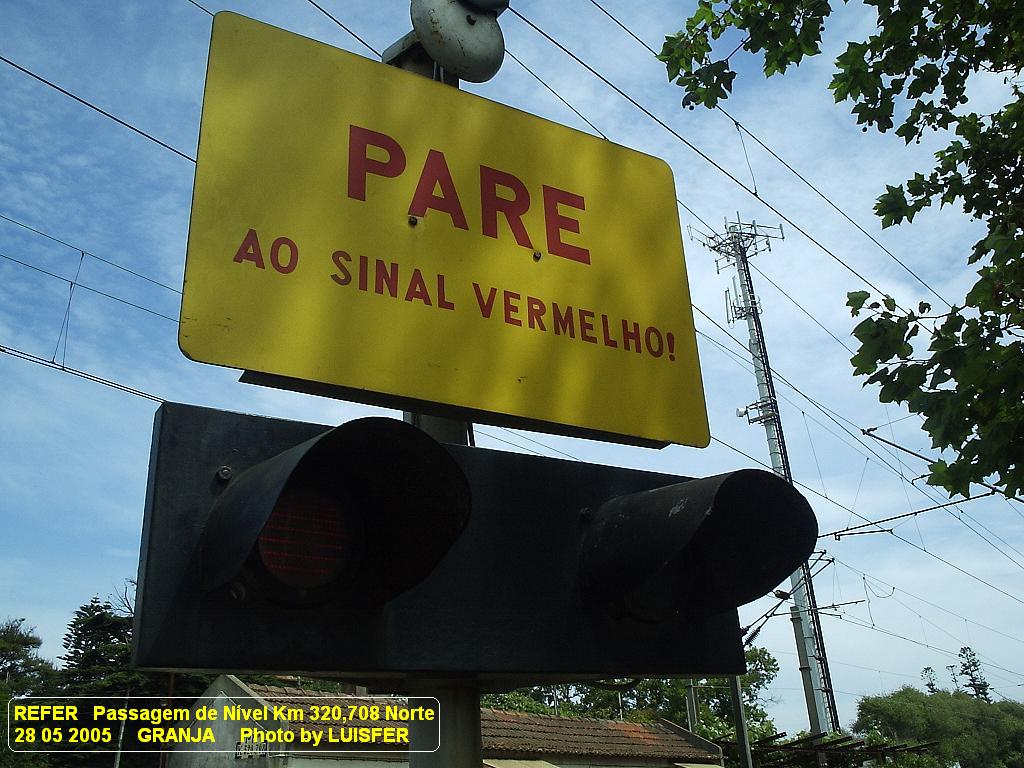 PARE
AO SINAL VERMELHO!
REFER Passagem de Nível Km 320,708 Norte
28 05 2005 GRANJA Photo by LUISFER